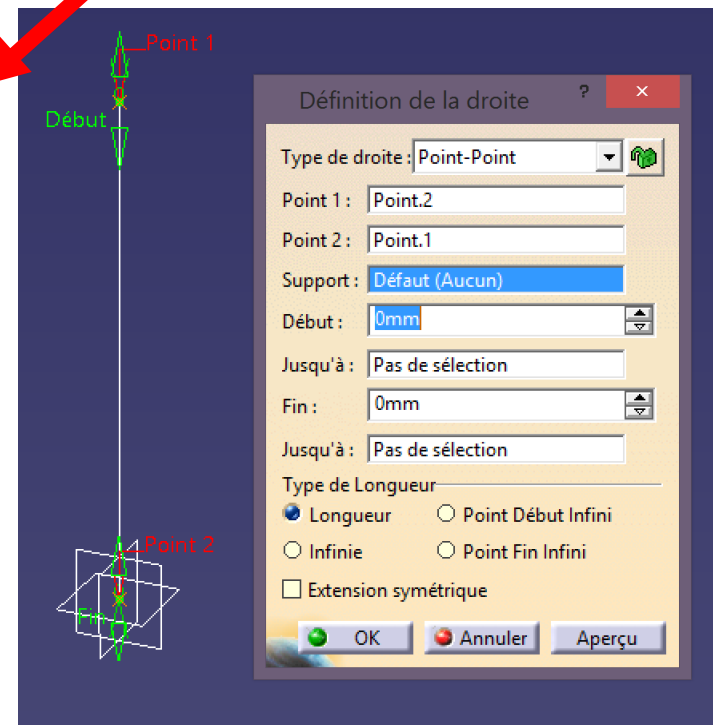 Point 1
Début
Définition de la droite ? ×
Type de droite : Point-Point
Point 1 : Point.2
Point 2 : Point.1
Support : Défaut (Aucun)
Début : 0mm
Jusqu'à : Pas de sélection
Fin : 0mm
Jusqu'à : Pas de sélection
Type de Longueur
Longueur Point Début Infini
Infinie Point Fin Infini
Extension symétrique
OK Annuler Aperçu
Point 2
Fin